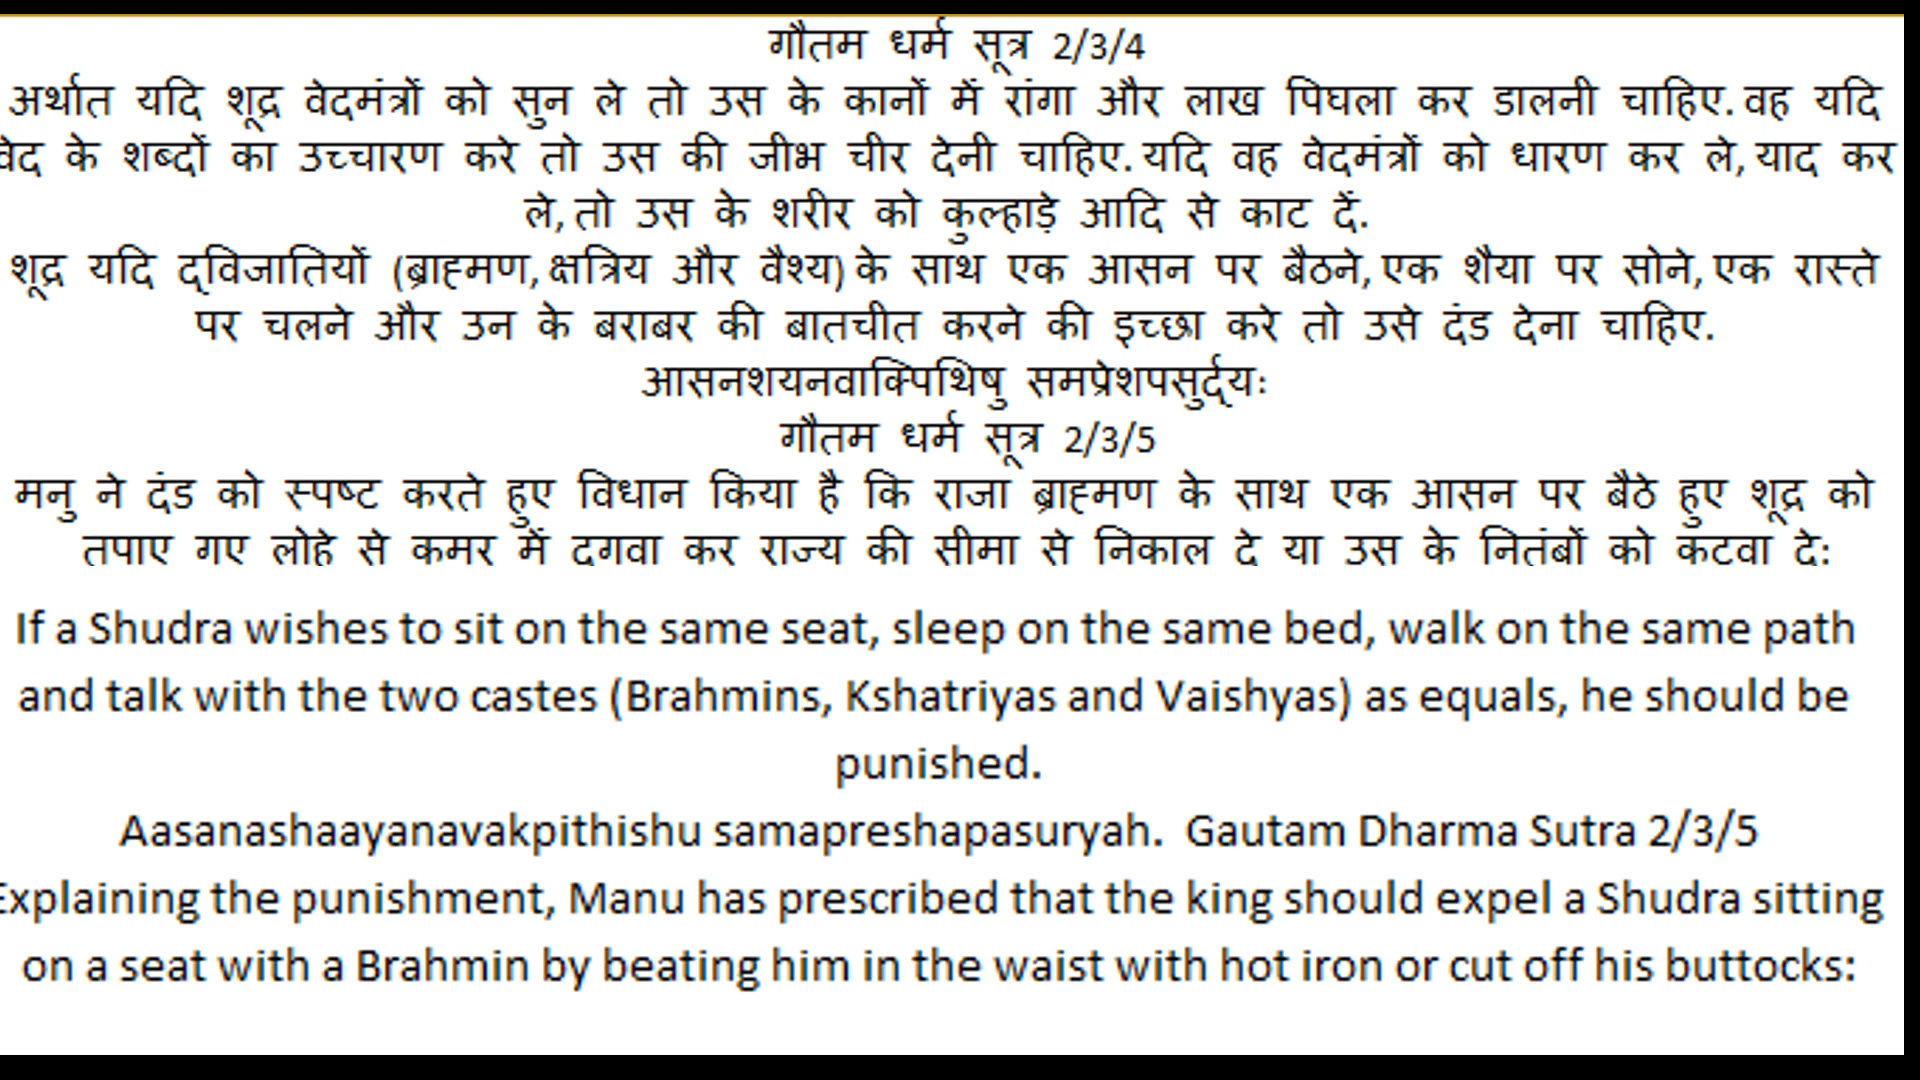 गौतम धर्म सूत्र 2/3/4
अर्थात यदि शूद्र वेदमंत्रों को सुन ले तो उस के कानों में रांगा और लाख पिघला कर डालनी चाहिए. वह यदि
वेद के शब्दों का उच्चारण करे तो उस की जीभ चीर देनी चाहिए. यदि वह वेदमंत्रों को धारण कर ले, याद कर
ले, तो उस के शरीर को कुल्हाड़े आदि से काट दें.
शूद्र यदि द्विजातियों (ब्राह्मण, क्षत्रिय और वैश्य) के साथ एक आसन पर बैठने, एक शैया पर सोने, एक रास्ते
पर चलने और उन के बराबर की बातचीत करने की इच्छा करे तो उसे दंड देना चाहिए.
आसनशयनवाक्पिथिषु समप्रेशपसुर्द्यः
गौतम धर्म सूत्र 2/3/5
मनु ने दंड को स्पष्ट करते हुए विधान किया है कि राजा ब्राह्मण के साथ एक आसन पर बैठे हुए शूद्र को
तपाए गए लोहे से कमर में दगवा कर राज्य की सीमा से निकाल दे या उस के नितंबों को कटवा दे:
If a Shudra wishes to sit on the same seat, sleep on the same bed, walk on the same path
and talk with the two castes (Brahmins, Kshatriyas and Vaishyas) as equals, he should be
punished.
Aasanashaayanavakpithishu samapreshapasuryah. Gautam Dharma Sutra 2/3/5
Explaining the punishment, Manu has prescribed that the king should expel a Shudra sitting
on a seat with a Brahmin by beating him in the waist with hot iron or cut off his buttocks: